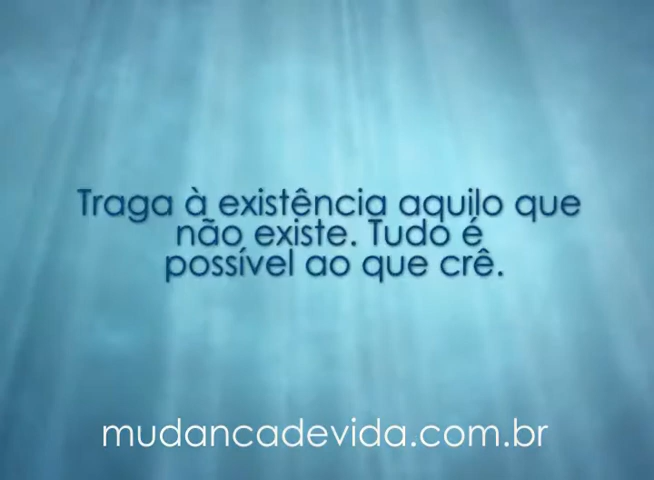 Traga à existência aquilo que
não existe. Tudo é
possível ao que crê.
mudancadevida.com.br